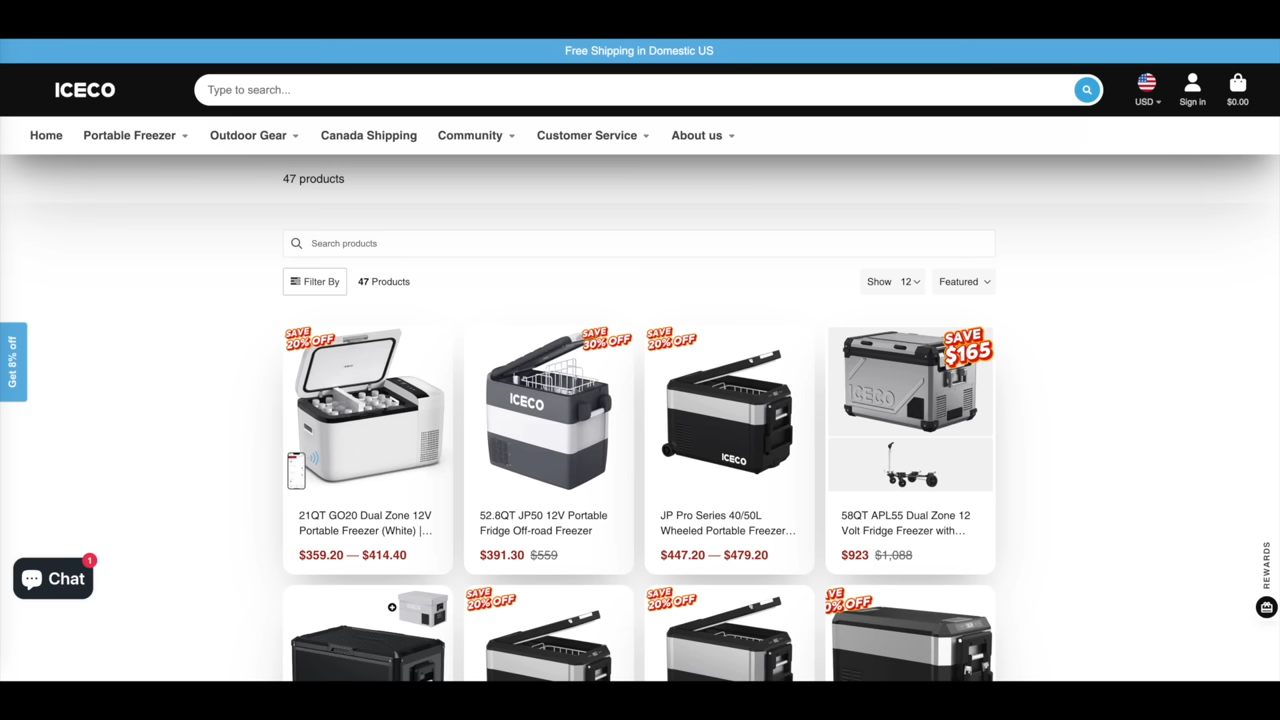 Free Shipping in Domestic US
ICECO
Type to search...
USD
Sign in
$0.00
Home
Portable Freezer
Outdoor Gear
Canada Shipping
Community
Customer Service
About us
47 products
Search products
Filter By
47 Products
Show 12
Featured
Get 8% off
SAVE
20% OFF
SAVE
30% OFF
ICECO
SAVE
20% OFF
ICECO
SAVE
$165
ICECO
21QT GO20 Dual Zone 12V
Portable Freezer (White) |...
$359.20 — $414.40
52.8QT JP50 12V Portable
Fridge Off-road Freezer
$391.30 $559
JP Pro Series 40/50L
Wheeled Portable Freezer...
$447.20 — $479.20
58QT APL55 Dual Zone 12
Volt Fridge Freezer with...
$923 $1,088
Chat
1
REWARDS
SAVE
20% OFF
SAVE
20% OFF
SAVE
0% OFF